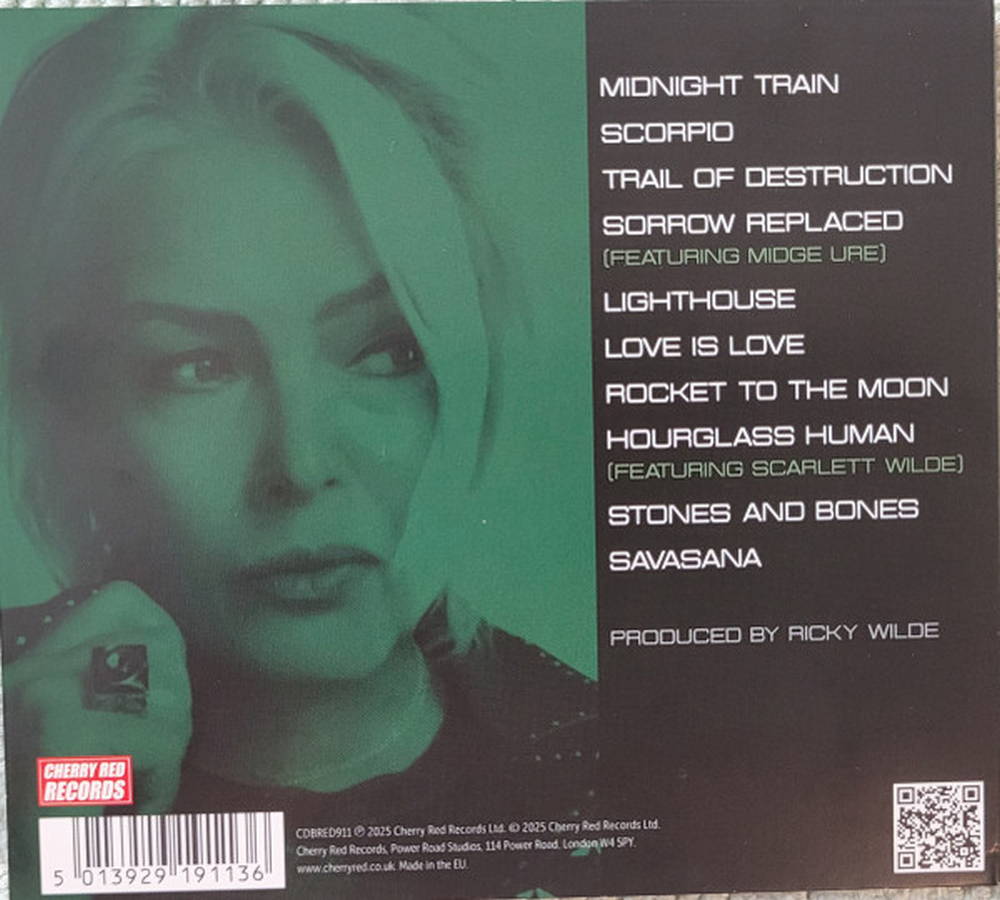 MIDNIGHT TRAIN
SCORPIO
TRAIL OF DESTRUCTION
SORROW REPLACED
(FEATURING MIDGE URE)
LIGHTHOUSE
LOVE IS LOVE
ROCKET TO THE MOON
HOURGLASS HUMAN
(FEATURING SCARLETT WILDE)
STONES AND BONES
SAVASANA
PRODUCED BY RICKY WILDE
CHERRY RED
RECORDS
5 013929 191136
CDBRED911 ℗ 2025 Cherry Red Records Ltd. © 2025 Cherry Red Records Ltd.
Cherry Red Records, Power Road Studios, 114 Power Road, London W4 5PY.
www.cherryred.co.uk. Made in the EU.